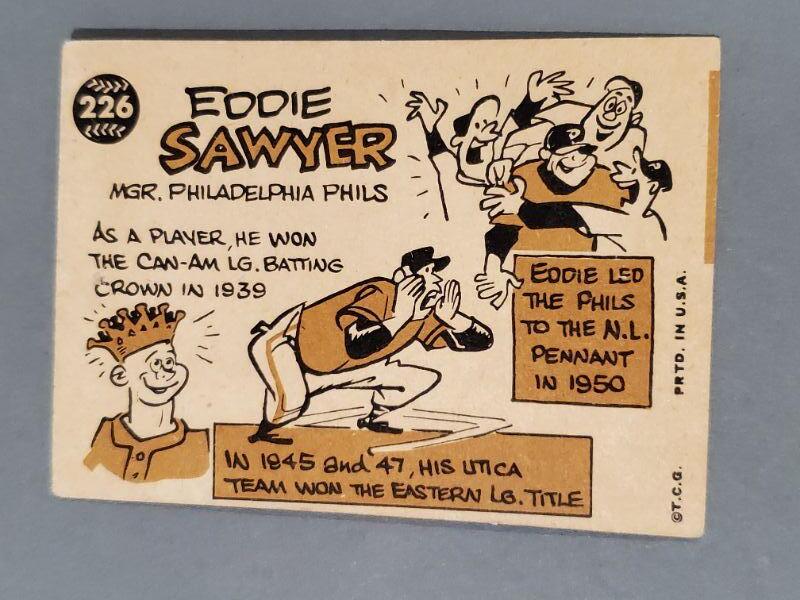 226
EDDIE
SAWYER
MGR. PHILADELPHIA PHILS
AS A PLAYER, HE WON
THE CAN-AM LG. BATTING
CROWN IN 1939
EDDIE LED
THE PHILS
TO THE N.L.
PENNANT
IN 1950
IN 1945 and '47, HIS UTICA
TEAM WON THE EASTERN LG. TITLE
©T.C.G. PRTD. IN U.S.A.
P